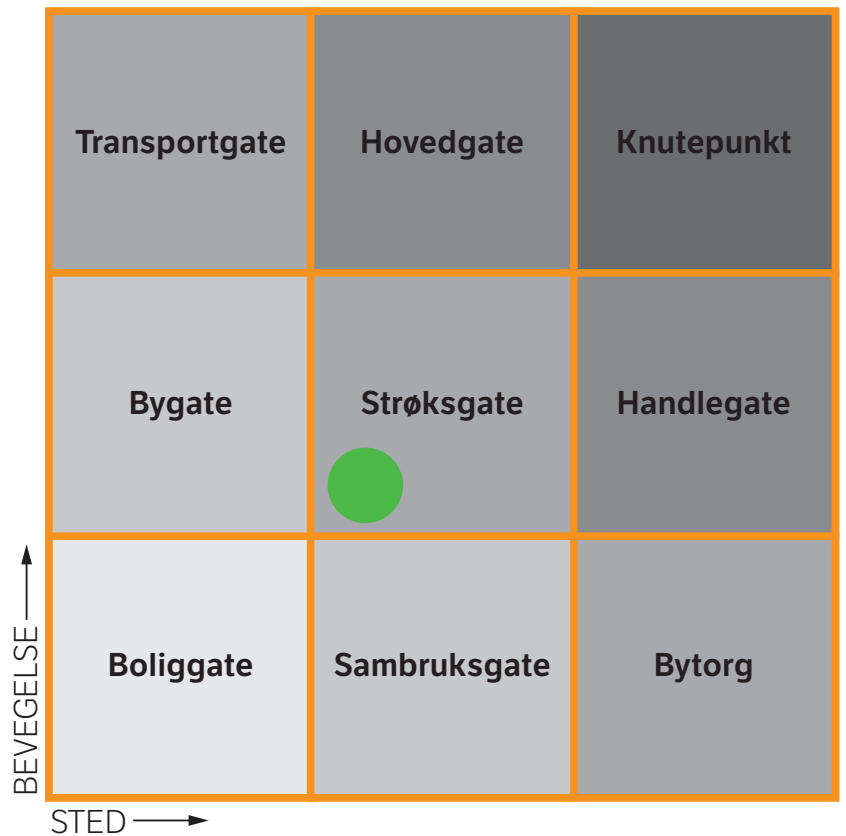 Transportgate
Hovedgate
Knutepunkt
Bygate
Strøksgate
Handlegate
Boliggate
Sambruksgate
Bytorg
BEVEGELSE
STED